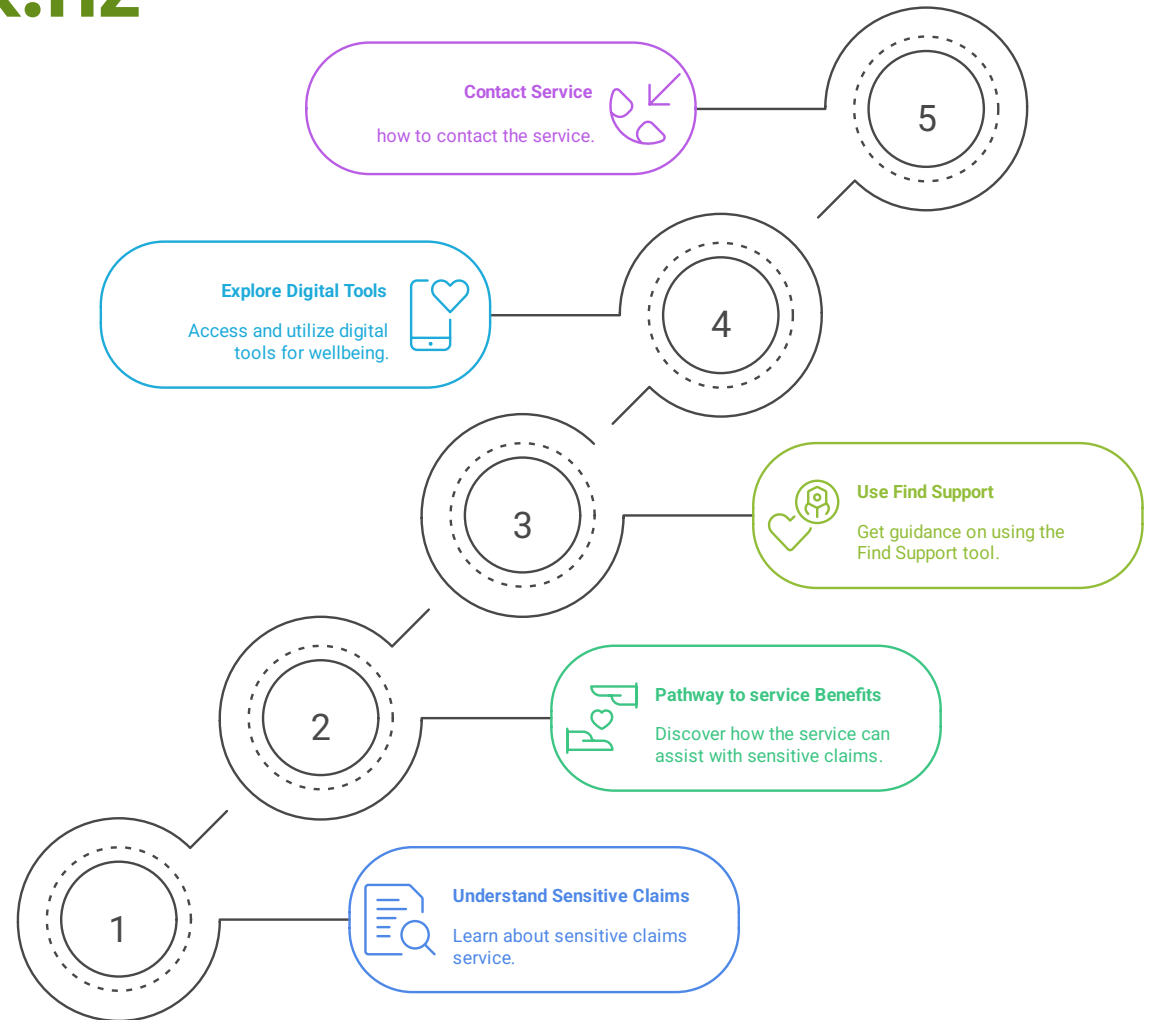 5
Contact Service
how to contact the service.
4
Explore Digital Tools
Access and utilize digital
tools for wellbeing.
3
Use Find Support
Get guidance on using the
Find Support tool.
2
Pathway to service Benefits
Discover how the service can
assist with sensitive claims.
1
Understand Sensitive Claims
Learn about sensitive claims
service.